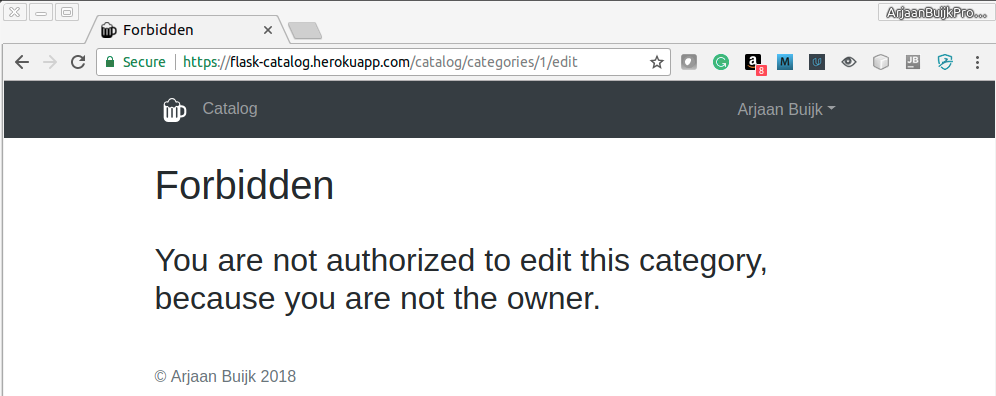 ArjaanBuijkPro...
Forbidden
Secure https://flask-catalog.herokuapp.com/catalog/categories/1/edit
8
M
JB
Catalog
Arjaan Buijk
Forbidden
You are not authorized to edit this category,
because you are not the owner.
© Arjaan Buijk 2018